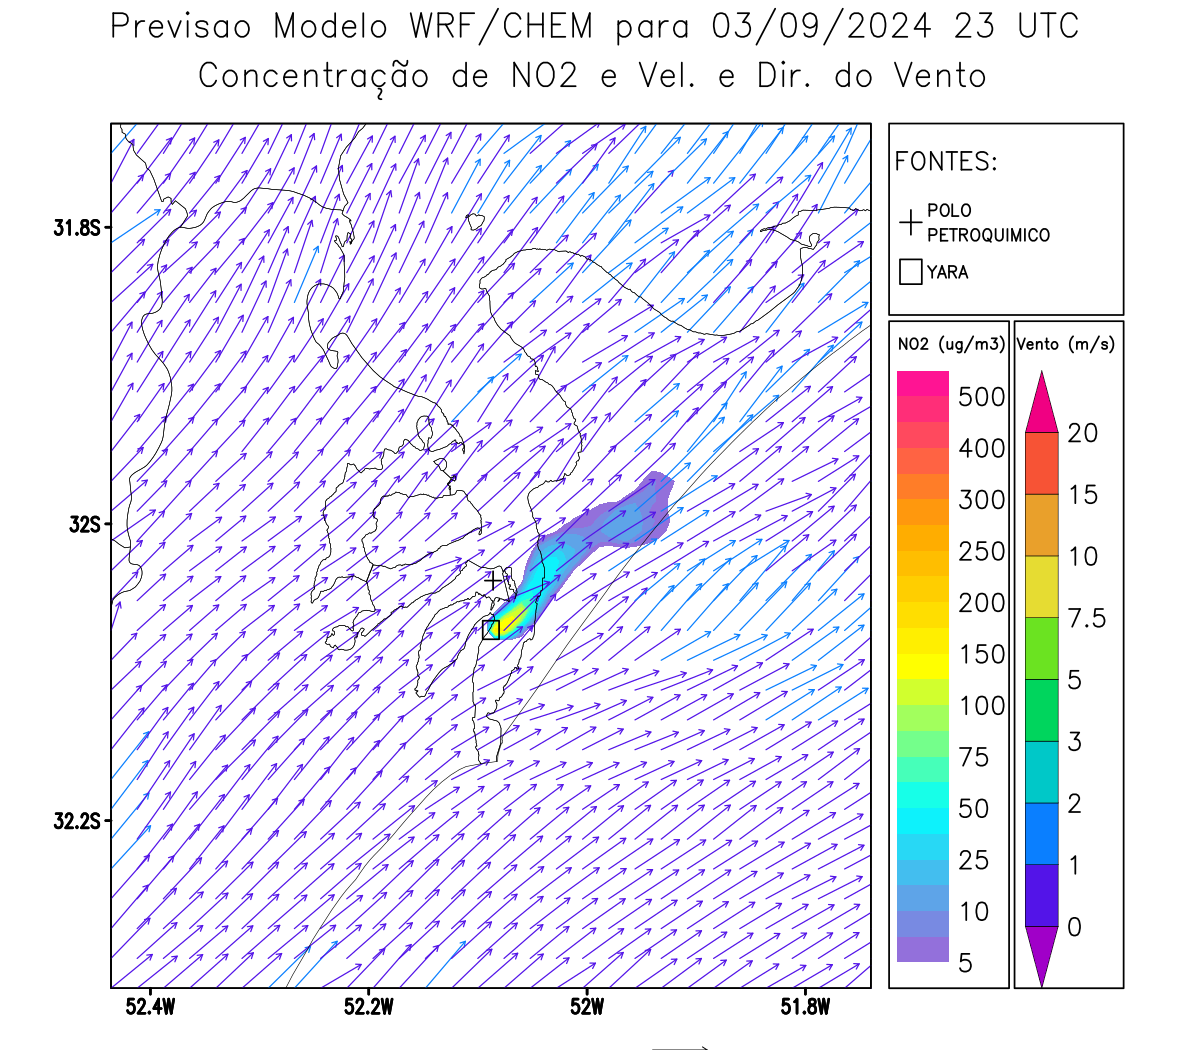 Previsao Modelo WRF/CHEM para 03/09/2024 23 UTC
Concentração de NO2 e Vel. e Dir. do Vento
FONTES:
POLO
PETROQUIMICO
YARA
31.8S
32S
32.2S
52.4W
52.2W
52W
51.8W
NO2 (ug/m3)
500
400
300
250
200
150
100
75
50
25
10
5
Vento (m/s)
20
15
10
7.5
5
3
2
1
0